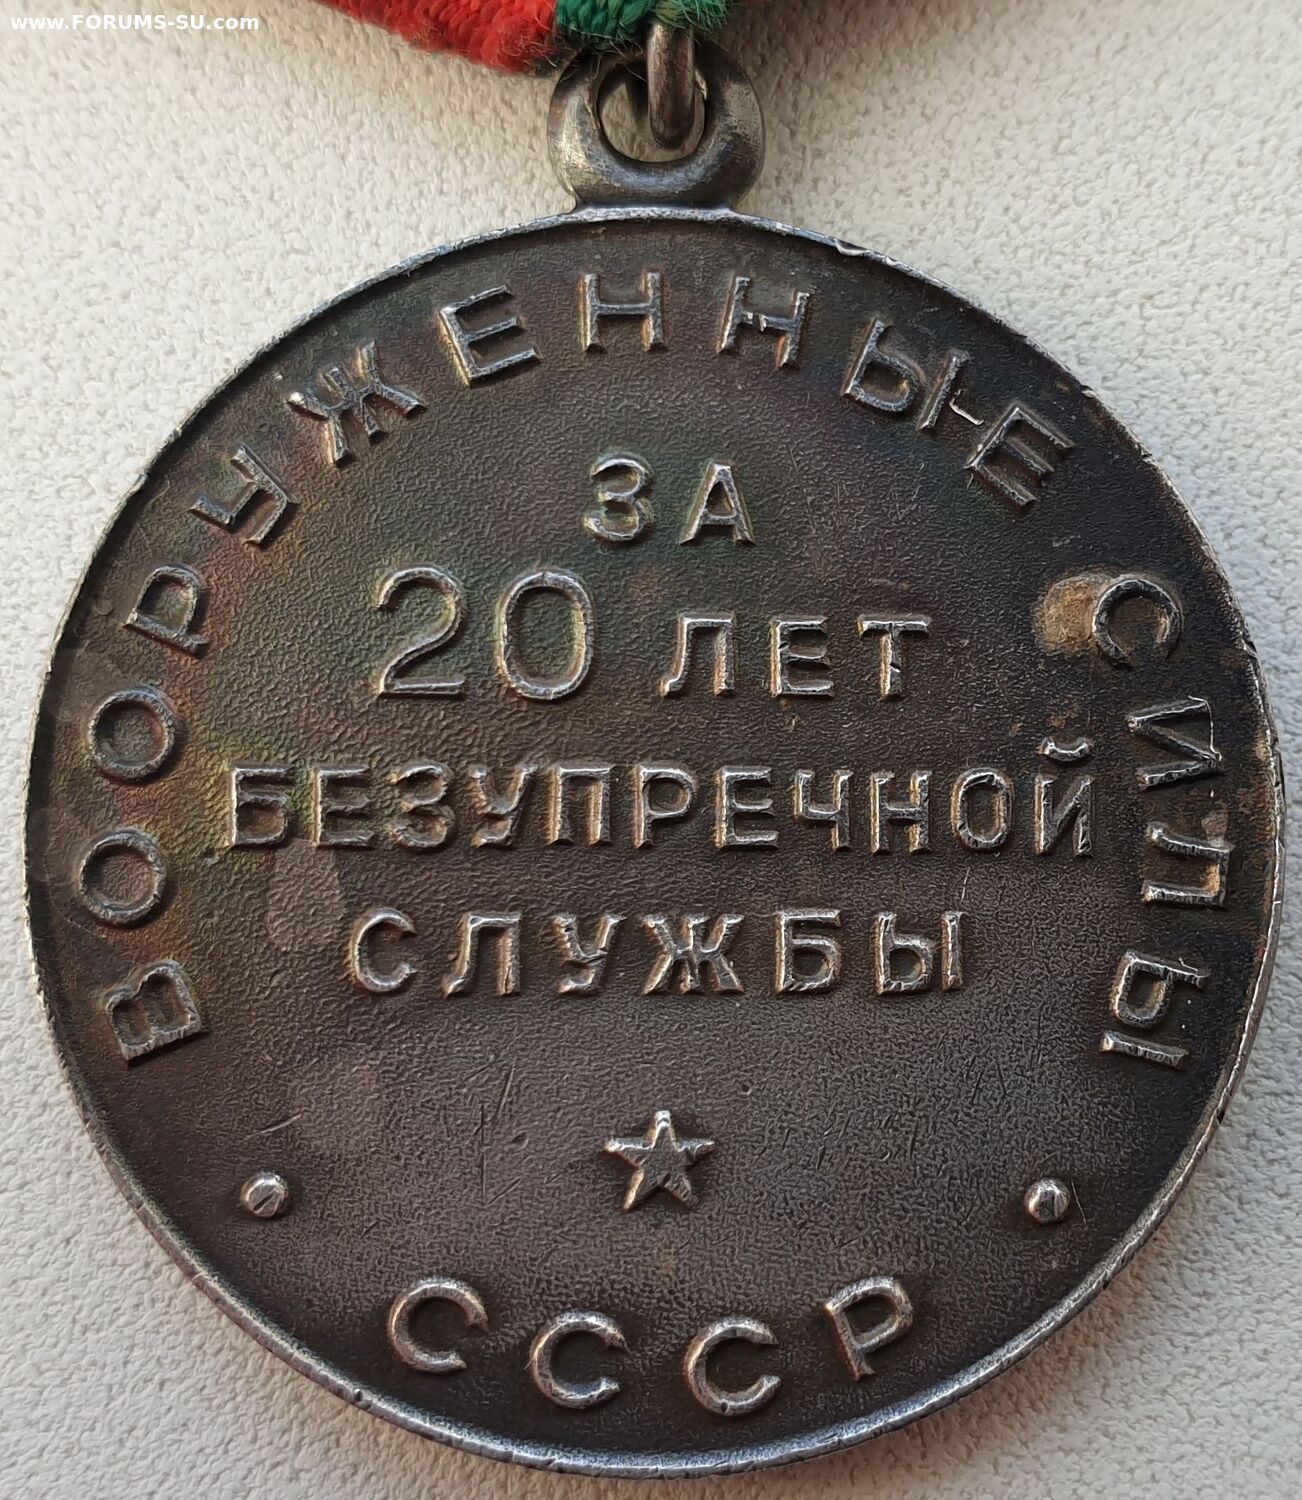 www.FORUMS-SU.com
ВООРУЖЕННЫЕ СИЛЫ
ЗА
20 ЛЕТ
БЕЗУПРЕЧНОЙ
СЛУЖБЫ
СССР